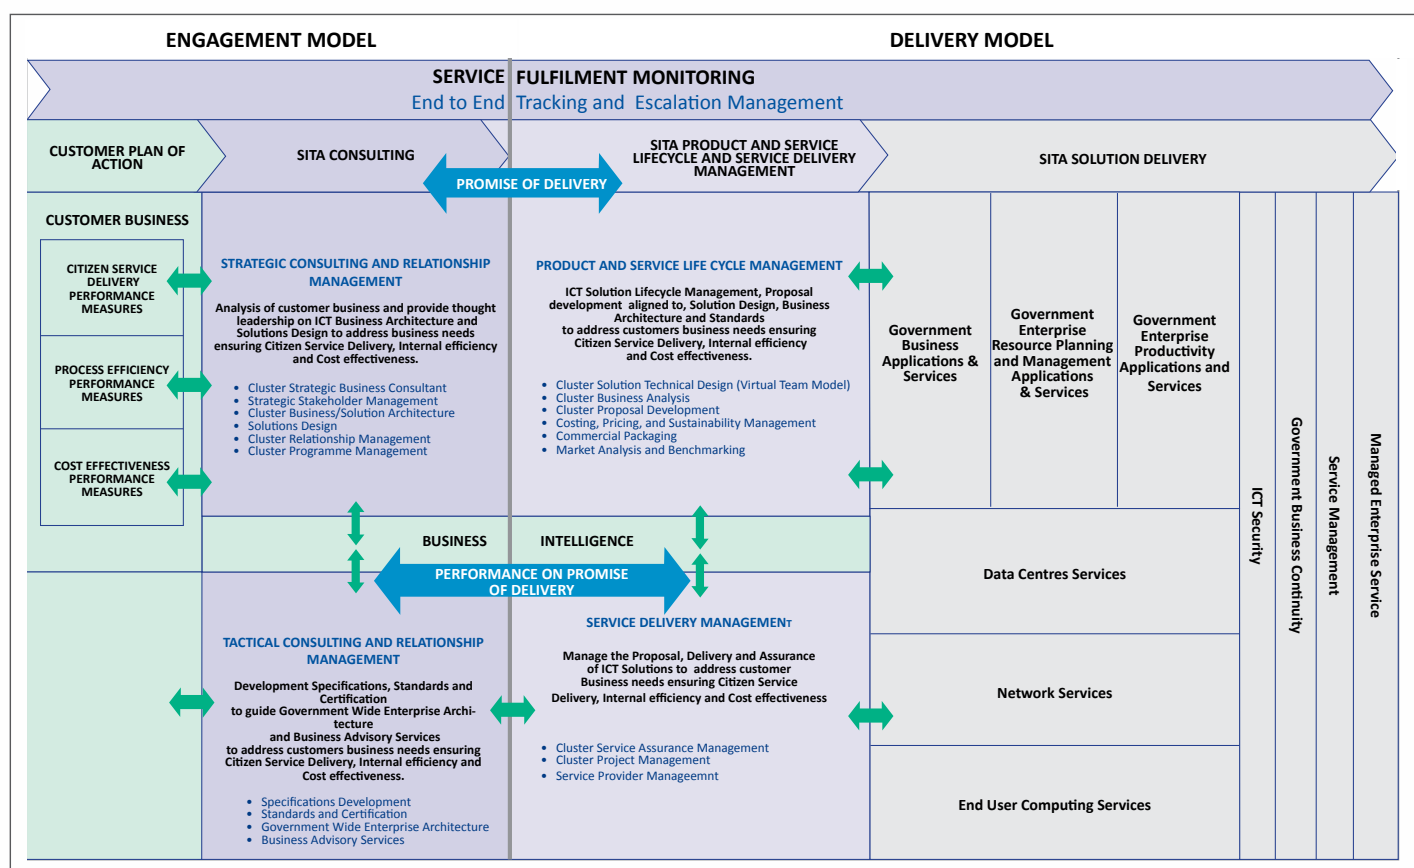 ENGAGEMENT MODEL
DELIVERY MODEL
SERVICE FULFILMENT MONITORING
End to End Tracking and Escalation Management
CUSTOMER PLAN OF
ACTION
SITA CONSULTING
SITA PRODUCT AND SERVICE
LIFECYCLE AND SERVICE DELIVERY
MANAGEMENT
SITA SOLUTION DELIVERY
PROMISE OF DELIVERY
CUSTOMER BUSINESS
CITIZEN SERVICE
DELIVERY
PERFORMANCE
MEASURES
PROCESS EFFICIENCY
PERFORMANCE
MEASURES
COST EFFECTIVENESS
PERFORMANCE
MEASURES
STRATEGIC CONSULTING AND RELATIONSHIP
MANAGEMENT
Analysis of customer business and provide thought
leadership on ICT Business Architecture and
Solutions Design to address business needs
ensuring Citizen Service Delivery, Internal efficiency
and Cost effectiveness.
• Cluster Strategic Business Consultant
• Strategic Stakeholder Management
• Cluster Business/Solution Architecture
• Solutions Design
• Cluster Relationship Management
• Cluster Programme Management
PRODUCT AND SERVICE LIFE CYCLE MANAGEMENT
ICT Solution Lifecycle Management, Proposal
development aligned to, Solution Design, Business
Architecture and Standards
to address customers business needs ensuring
Citizen Service Delivery, Internal efficiency
and Cost effectiveness.
• Cluster Solution Technical Design (Virtual Team Model)
• Cluster Business Analysis
• Cluster Proposal Development
• Costing, Pricing, and Sustainability Management
• Commercial Packaging
• Market Analysis and Benchmarking
BUSINESS INTELLIGENCE
PERFORMANCE ON PROMISE
OF DELIVERY
TACTICAL CONSULTING AND RELATIONSHIP
MANAGEMENT
Development Specifications, Standards and
Certification
to guide Government Wide Enterprise Archi-
tecture
and Business Advisory Services
to address customers business needs ensuring
Citizen Service Delivery, Internal efficiency and
Cost effectiveness.
• Specifications Development
• Standards and Certification
• Government Wide Enterprise Architecture
• Business Advisory Services
SERVICE DELIVERY MANAGEMENT
Manage the Proposal, Delivery and Assurance
of ICT Solutions to address customer
Business needs ensuring Citizen Service
Delivery, Internal efficiency and Cost effectiveness
• Cluster Service Assurance Management
• Cluster Project Management
• Service Provider Manageemnt
Government
Business
Applications &
Services
Government
Enterprise
Resource Planning
and Management
Applications
& Services
Government
Enterprise
Productivity
Applications and
Services
Data Centres Services
Network Services
End User Computing Services
ICT Security
Government Business Continuity
Service Management
Managed Enterprise Service